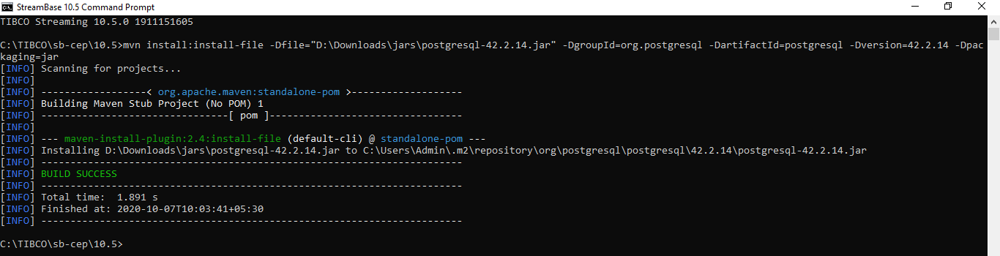 StreamBase 10.5 Command Prompt
TIBCO Streaming 10.5.0 1911151605
C:\TIBCO\sb-cep\10.5>mvn install:install-file -Dfile="D:\Downloads\jars\postgresql-42.2.14.jar" -DgroupId=org.postgresql -DartifactId=postgresql -Dversion=42.2.14 -Dpac
kaging=jar
[INFO] Scanning for projects...
[INFO]
[INFO] ------------------< org.apache.maven:standalone-pom >-------------------
[INFO] Building Maven Stub Project (No POM) 1
[INFO] --------------------------------[ pom ]---------------------------------
[INFO]
[INFO] --- maven-install-plugin:2.4:install-file (default-cli) @ standalone-pom ---
[INFO] Installing D:\Downloads\jars\postgresql-42.2.14.jar to C:\Users\Admin\.m2\repository\org\postgresql\postgresql\42.2.14\postgresql-42.2.14.jar
[INFO] ------------------------------------------------------------------------
[INFO] BUILD SUCCESS
[INFO] ------------------------------------------------------------------------
[INFO] Total time:  1.891 s
[INFO] Finished at: 2020-10-07T10:03:41+05:30
[INFO] ------------------------------------------------------------------------
C:\TIBCO\sb-cep\10.5>